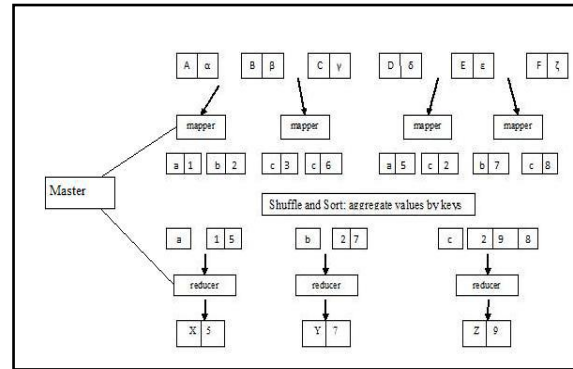 A α B β C γ D δ E ε F ζ
mapper mapper mapper mapper
a 1 b 2 c 3 c 6 a 5 c 2 b 7 c 8
Master
Shuffle and Sort: aggregate values by keys
a 1 5 b 2 7 c 2 9 8
reducer reducer reducer
X 5 Y 7 Z 9